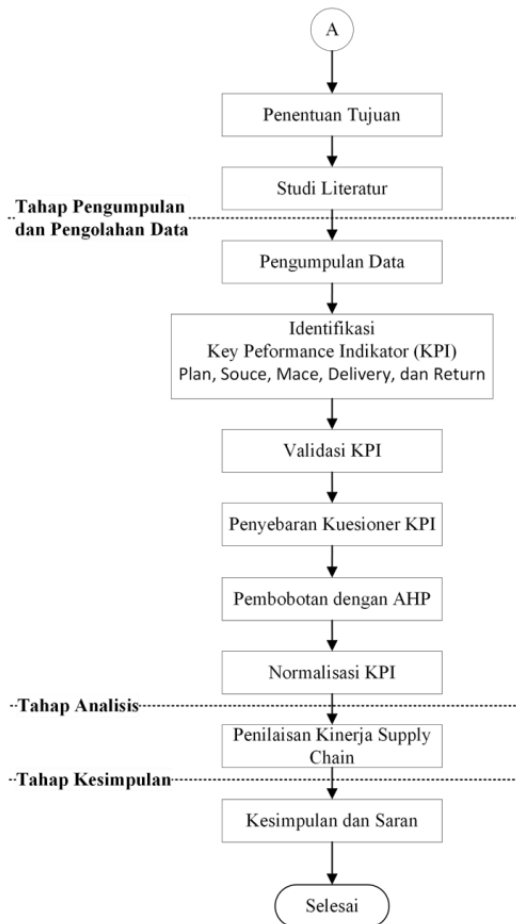 A
Penentuan Tujuan
Studi Literatur
Tahap Pengumpulan
dan Pengolahan Data
Pengumpulan Data
Identifikasi
Key Peformance Indikator (KPI)
Plan, Souce, Mace, Delivery, dan Return
Validasi KPI
Penyebaran Kuesioner KPI
Pembobotan dengan AHP
Normalisasi KPI
Tahap Analisis
Penilaisan Kinerja Supply
Chain
Tahap Kesimpulan
Kesimpulan dan Saran
Selesai